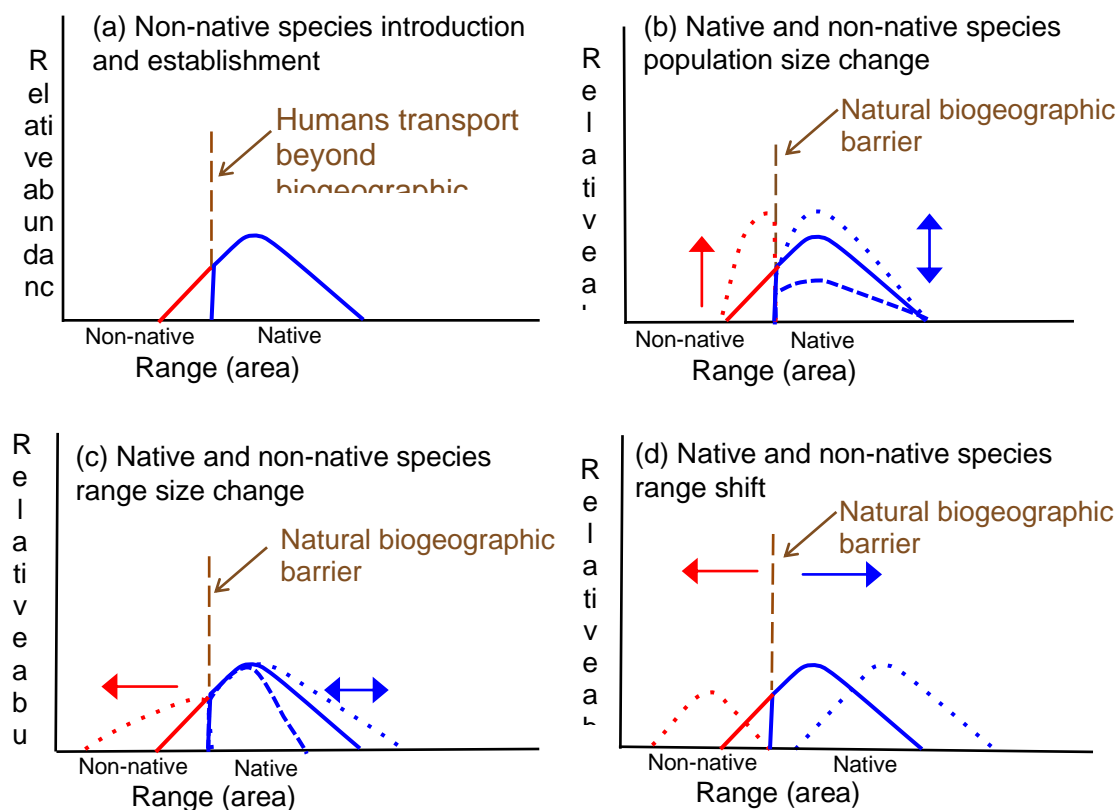 (a) Non-native species introduction
and establishment
R
el
ati
ve
ab
un
da
nc
Humans transport
beyond
biogeographic
Non-native
Native
Range (area)
(b) Native and non-native species
population size change
R
e
l
a
ti
v
e
a
Natural biogeographic
barrier
Non-native
Native
Range (area)
(c) Native and non-native species
range size change
R
e
l
a
ti
v
e
a
b
u
Natural biogeographic
barrier
Non-native
Native
Range (area)
(d) Native and non-native species
range shift
R
e
l
a
ti
v
e
a
Natural biogeographic
barrier
Non-native
Native
Range (area)